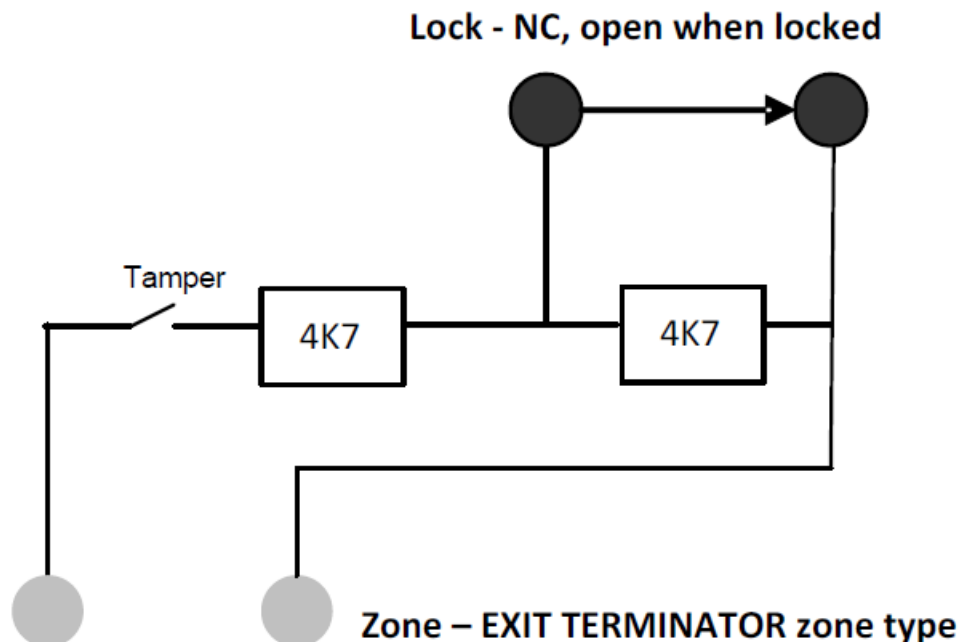 Lock - NC, open when locked
Tamper
4K7
4K7
Zone – EXIT TERMINATOR zone type